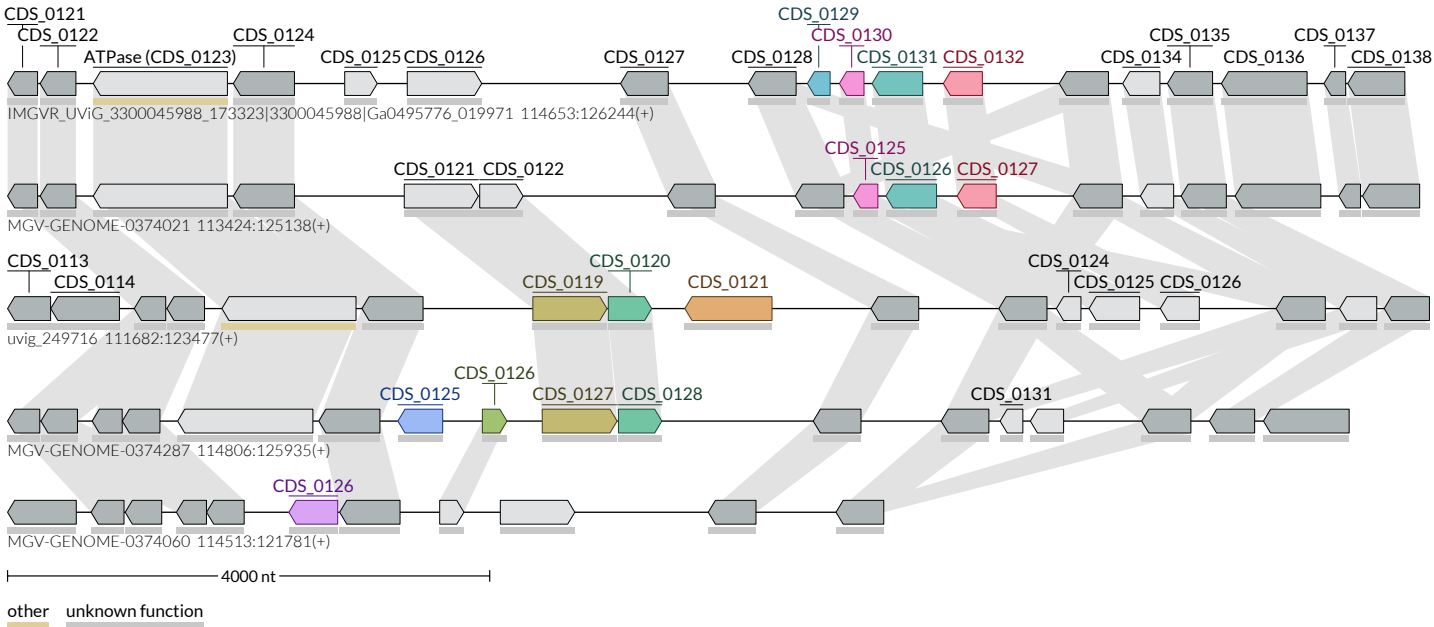 CDS_0121
CDS_0129
CDS_0122 CDS_0124 CDS_0130 CDS_0135 CDS_0137
ATPase (CDS_0123) CDS_0125 CDS_0126 CDS_0127 CDS_0128 CDS_0131 CDS_0132 CDS_0134 CDS_0136 CDS_0138
IMGVR_UViG_3300045988_173323|3300045988|Ga0495776_019971 114653:126244(+)
CDS_0125
CDS_0121 CDS_0122 CDS_0126 CDS_0127
MGV-GENOME-0374021 113424:125138(+)
CDS_0113 CDS_0120 CDS_0124
CDS_0114 CDS_0119 CDS_0121 CDS_0125 CDS_0126
uvig_249716 111682:123477(+)
CDS_0126
CDS_0125 CDS_0127 CDS_0128 CDS_0131
MGV-GENOME-0374287 114806:125935(+)
CDS_0126
MGV-GENOME-0374060 114513:121781(+)
4000 nt
other unknown function